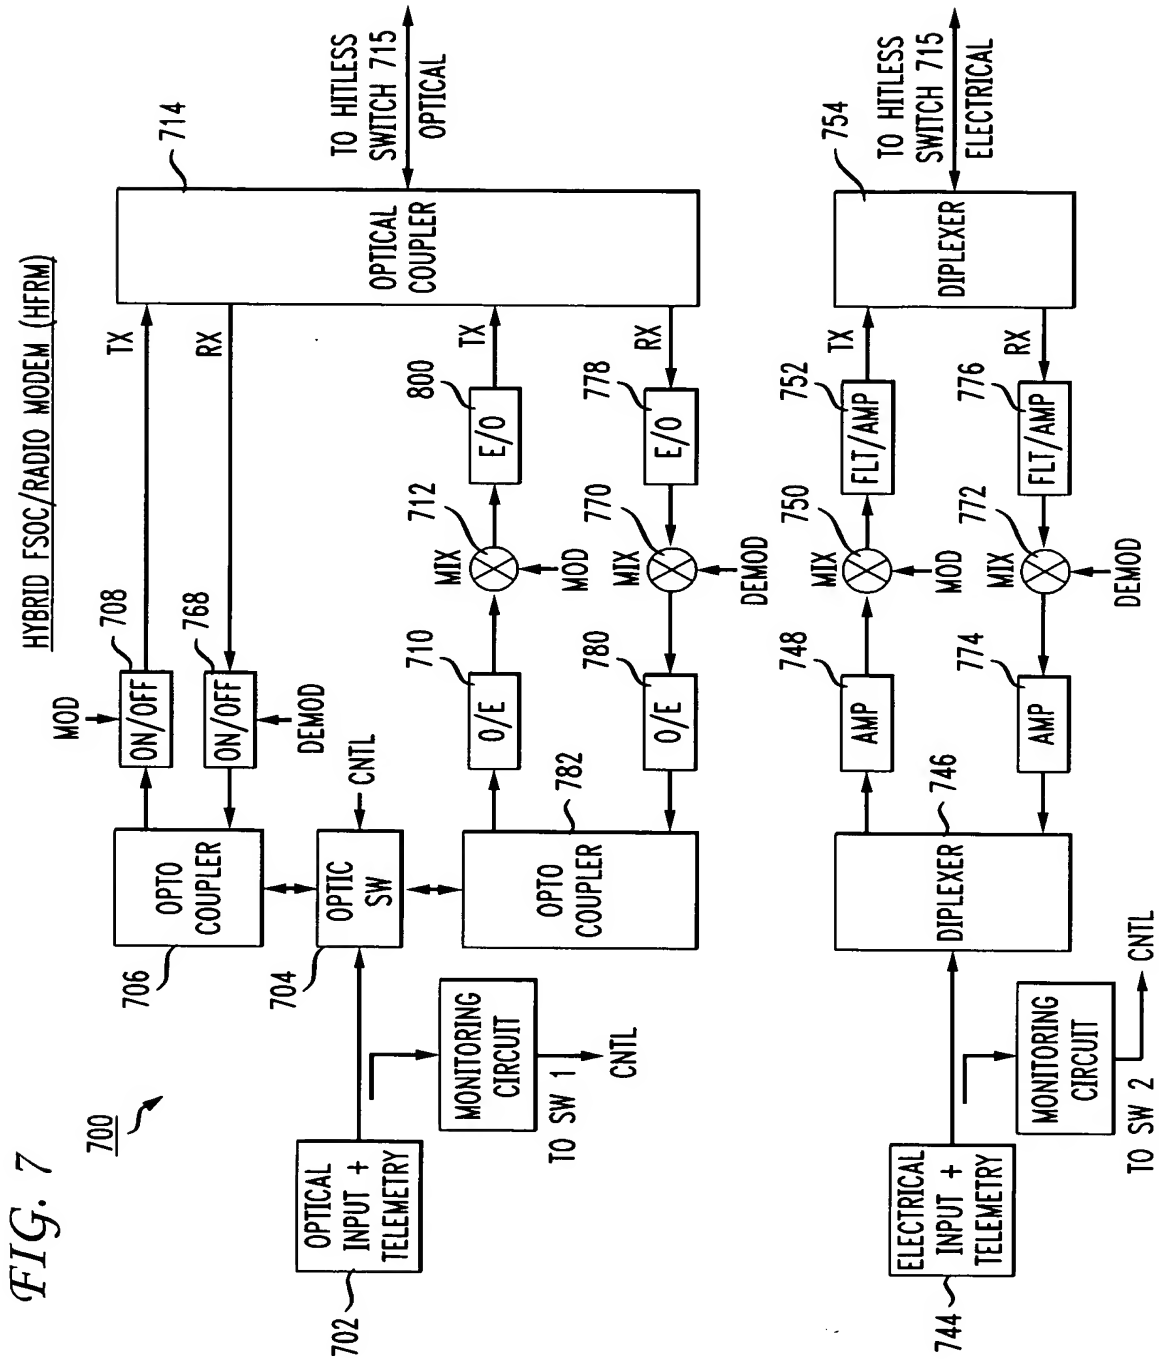 FIG. 7
HYBRID FSOC/RADIO MODEM (HFRM)
700
702
OPTICAL
INPUT +
TELEMETRY
MONITORING
CIRCUIT
TO SW 1
CNTL
704
OPTIC
SW
CNTL
706
OPTO
COUPLER
MOD
708
ON/OFF
TX
768
ON/OFF
DEMOD
RX
714
OPTICAL
COUPLER
TO HITLESS
SWITCH 715
OPTICAL
782
OPTO
COUPLER
710
O/E
712
MIX
MOD
800
E/O
TX
780
O/E
770
MIX
DEMOD
778
E/O
RX
744
ELECTRICAL
INPUT +
TELEMETRY
MONITORING
CIRCUIT
TO SW 2
CNTL
746
DIPLEXER
748
AMP
750
MIX
MOD
752
FLT/AMP
TX
774
AMP
772
MIX
DEMOD
776
FLT/AMP
RX
754
DIPLEXER
TO HITLESS
SWITCH 715
ELECTRICAL